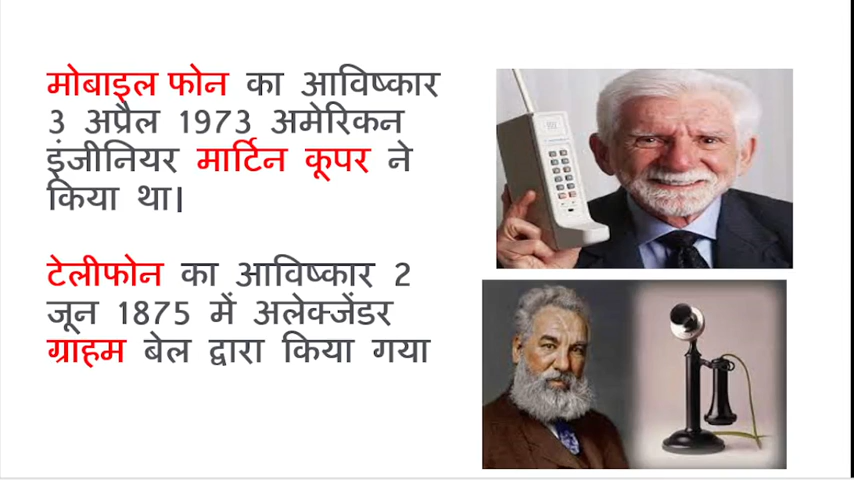 मोबाइल फोन का आविष्कार
3 अप्रैल 1973 अमेरिकन
इंजीनियर मार्टिन कूपर ने
किया था।
टेलीफोन का आविष्कार 2
जून 1875 में अलेक्जेंडर
ग्राहम बेल द्वारा किया गया